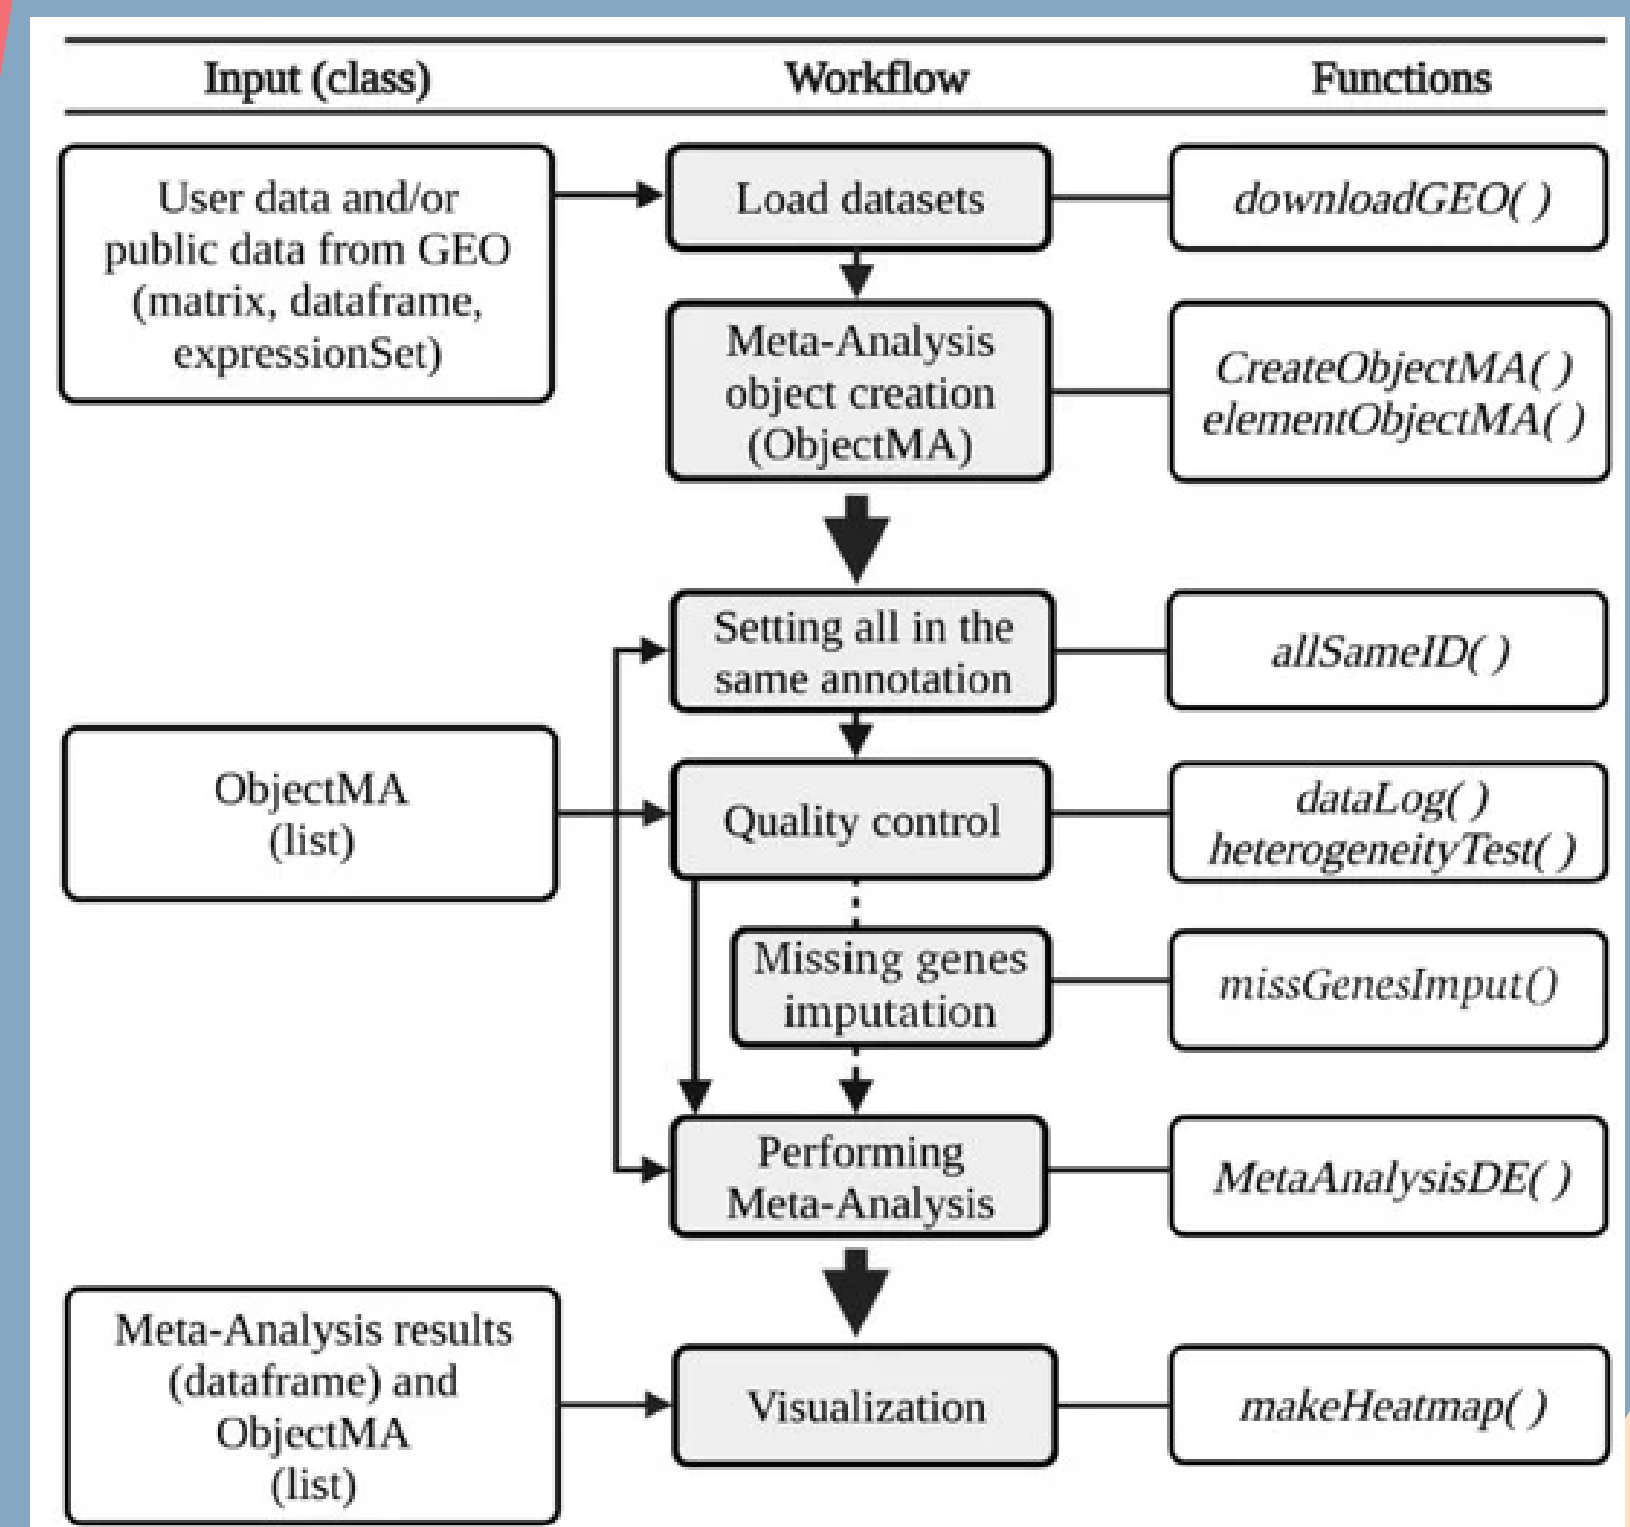 Input (class)
Workflow
Functions
User data and/or
public data from GEO
(matrix, dataframe,
expressionSet)
Load datasets
downloadGEO( )
Meta-Analysis
object creation
(ObjectMA)
CreateObjectMA( )
elementObjectMA( )
Setting all in the
same annotation
allSameID( )
ObjectMA
(list)
Quality control
dataLog( )
heterogeneityTest( )
Missing genes
imputation
missGenesImput()
Performing
Meta-Analysis
MetaAnalysisDE( )
Meta-Analysis results
(dataframe) and
ObjectMA
(list)
Visualization
makeHeatmap( )